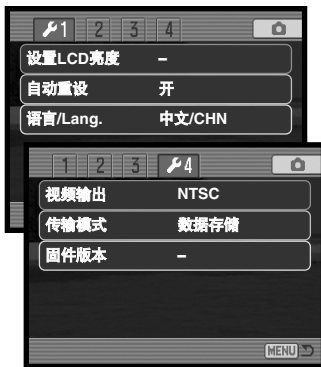 1 2 3 4
设置LCD亮度 –
自动重设 开
语言/Lang. 中文/CHN
1 2 3 4
视频输出 NTSC
传输模式 数据存储
固件版本 –
MENU